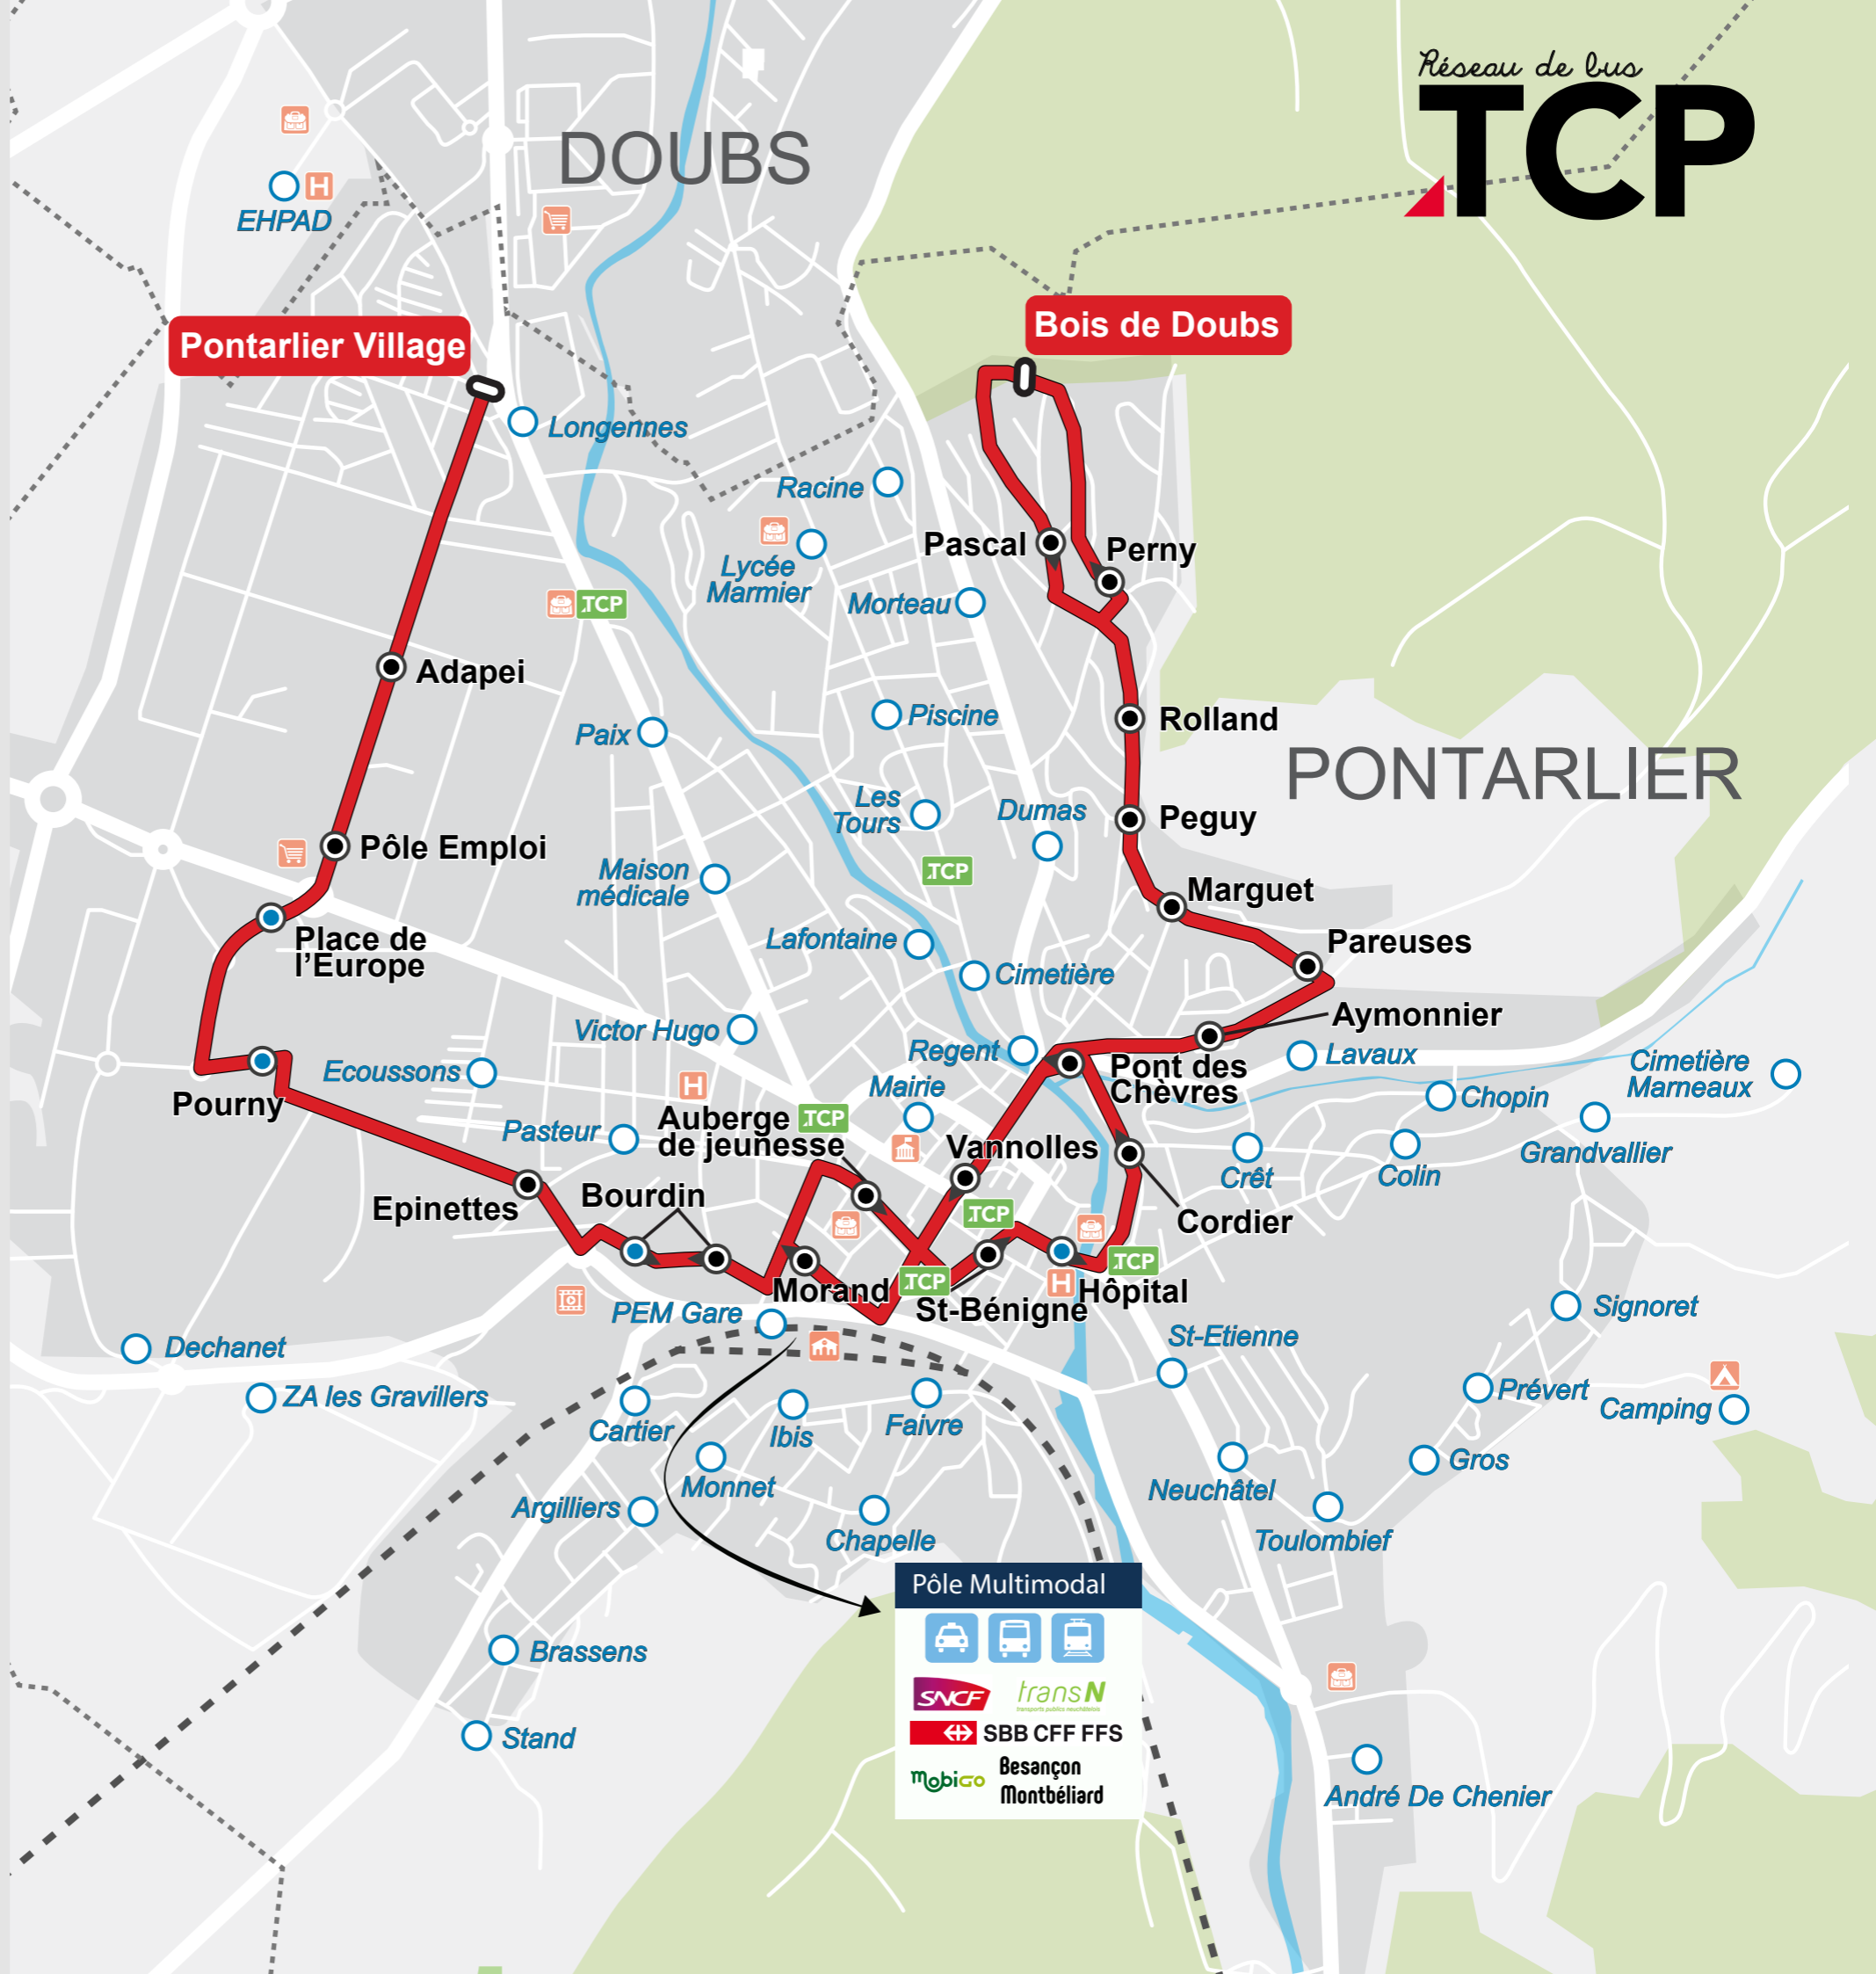 Réseau de bus
TCP
DOUBS
H
EHPAD
Pontarlier Village
Bois de Doubs
Longennes
Racine
Pascal
Perny
Lycée
Marmier
Morteau
TCP
Adapei
Piscine
Rolland
Paix
PONTARLIER
Les
Tours
Dumas
Peguy
Pôle Emploi
Maison
médicale
TCP
Marguet
Place de
l'Europe
Lafontaine
Cimetière
Pareuses
Aymonnier
Victor Hugo
Regent
Lavaux
Ecoussons
Pont des
Chèvres
Cimetière
Marneaux
Pourny
H
Mairie
Chopin
Auberge
de jeunesse
TCP
Pasteur
Vannolles
Grandvallier
Crêt
Colin
Epinettes
Bourdin
TCP
Cordier
TCP
Morand
TCP
H
Hôpital
St-Bénigne
PEM Gare
Signoret
St-Etienne
Dechanet
ZA les Gravillers
Prévert
Camping
Cartier
Ibis
Faivre
Monnet
Gros
Neuchâtel
Argilliers
Chapelle
Toulombief
Pôle Multimodal
SNCF
transN
transports publics neuchâtelois
SBB CFF FFS
mobigo
Besançon
Montbéliard
Brassens
Stand
André De Chenier